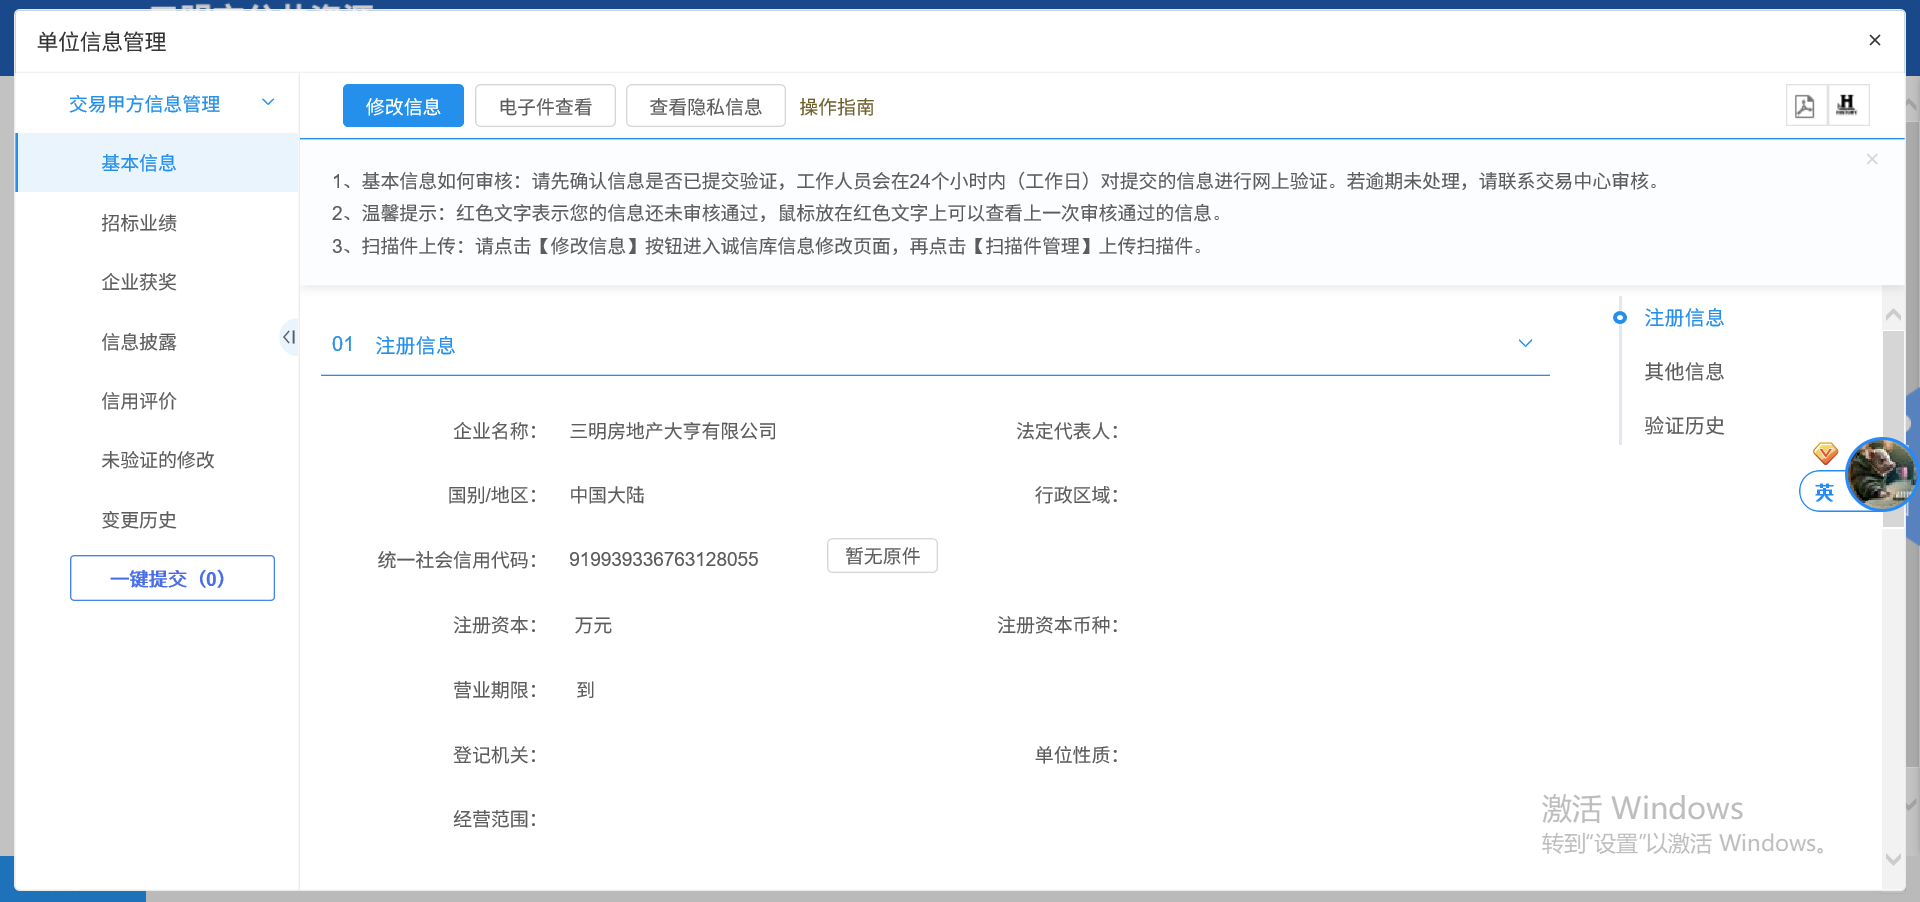 单位信息管理
×
交易甲方信息管理
修改信息 电子件查看 查看隐私信息 操作指南
基本信息
招标业绩
企业获奖
信息披露
信用评价
未验证的修改
变更历史
一键提交（0）
1、基本信息如何审核：请先确认信息是否已提交验证，工作人员会在24个小时内（工作日）对提交的信息进行网上验证。若逾期未处理，请联系交易中心审核。
2、温馨提示：红色文字表示您的信息还未审核通过，鼠标放在红色文字上可以查看上一次审核通过的信息。
3、扫描件上传：请点击【修改信息】按钮进入诚信库信息修改页面，再点击【扫描件管理】上传扫描件。
01 注册信息
企业名称： 三明房地产大亨有限公司 法定代表人：
国别/地区： 中国大陆 行政区域：
统一社会信用代码： 919939336763128055 暂无原件
注册资本： 万元 注册资本币种：
营业期限： 到
登记机关： 单位性质：
经营范围：
注册信息
其他信息
验证历史
英
激活 Windows
转到“设置”以激活 Windows。